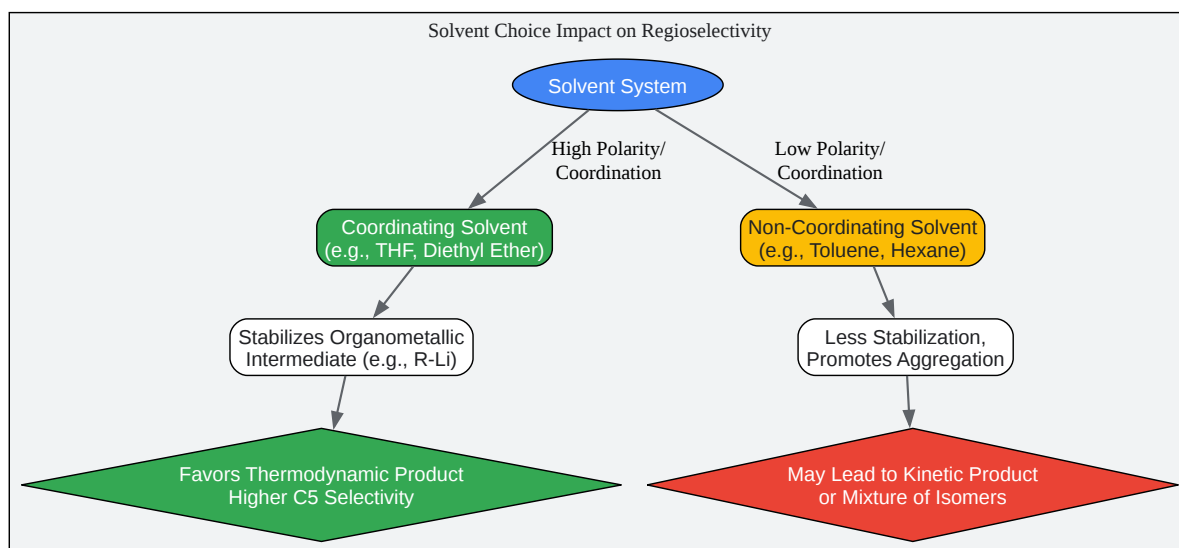 Solvent Choice Impact on Regioselectivity
Solvent System
High Polarity/
Coordination
Low Polarity/
Coordination
Coordinating Solvent
(e.g., THF, Diethyl Ether)
Non-Coordinating Solvent
(e.g., Toluene, Hexane)
Stabilizes Organometallic
Intermediate (e.g., R-Li)
Less Stabilization,
Promotes Aggregation
Favors Thermodynamic Product
Higher C5 Selectivity
May Lead to Kinetic Product
or Mixture of Isomers